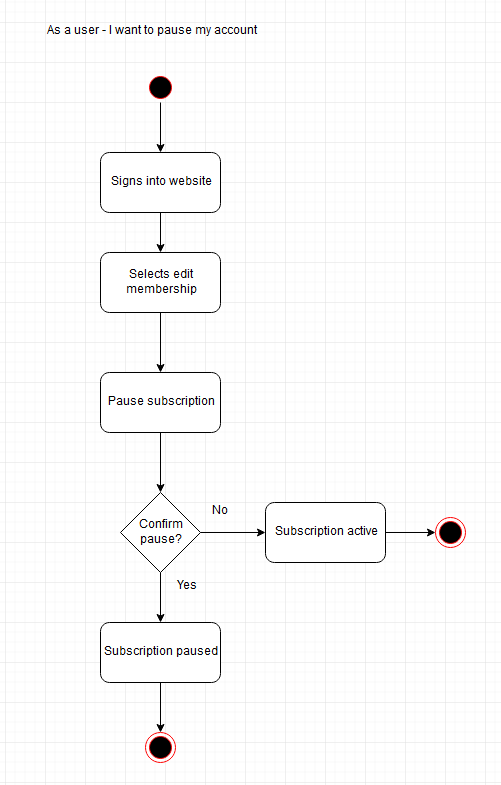 As a user - I want to pause my account
Signs into website
Selects edit
membership
Pause subscription
Confirm
pause?
No
Subscription active
Yes
Subscription paused